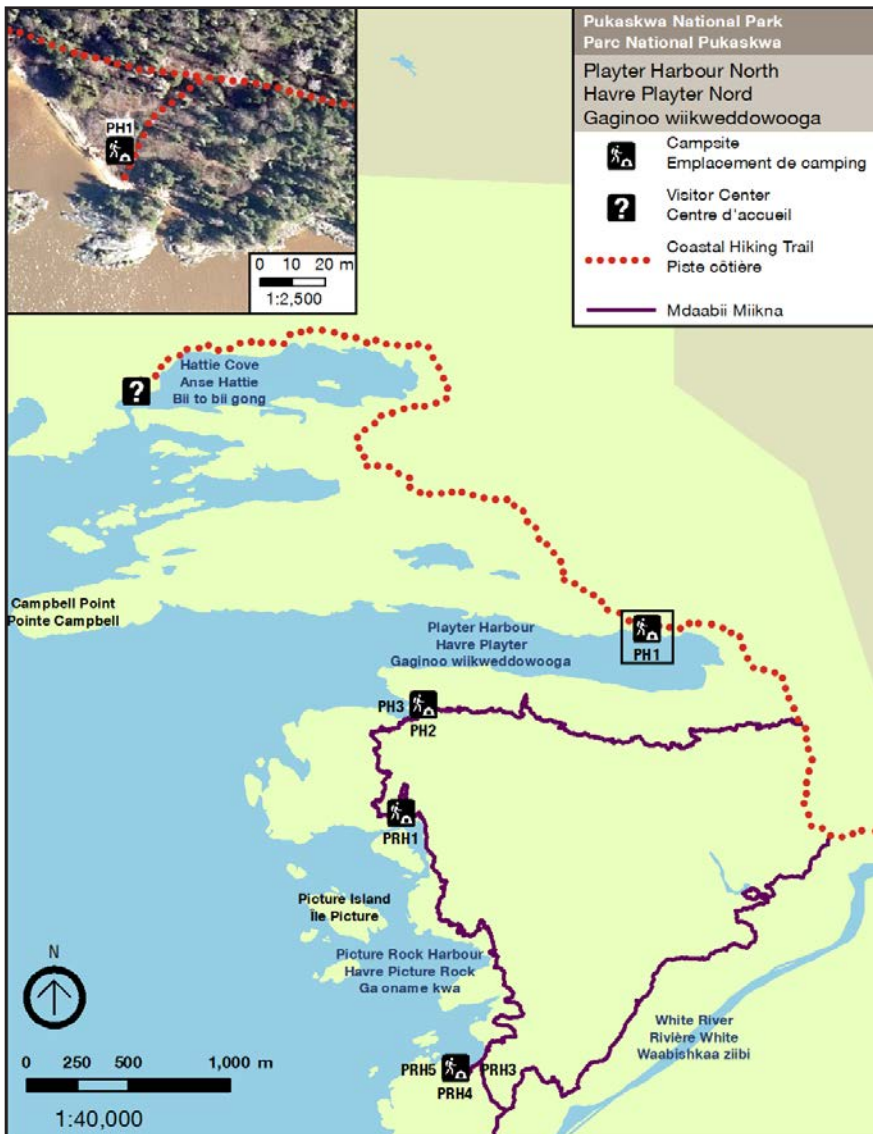 Pukaskwa National Park
Parc National Pukaskwa
Playter Harbour North
Havre Playter Nord
Gaginoo wiikweddowooga
Campsite
Emplacement de camping
?
Visitor Center
Centre d'accueil
Coastal Hiking Trail
Piste côtière
Mdaabii Miikna
PH1
0 10 20 m
1:2,500
Hattie Cove
Anse Hattie
Bii to bii gong
?
Campbell Point
Pointe Campbell
Playter Harbour
Havre Playter
Gaginoo wiikweddowooga
PH1
PH3
PH2
PRH1
Picture Island
Île Picture
Picture Rock Harbour
Havre Picture Rock
Ga oname kwa
White River
Rivière White
Waabishkaa ziibi
PRH5
PRH3
PRH4
N
0 250 500 1,000 m
1:40,000